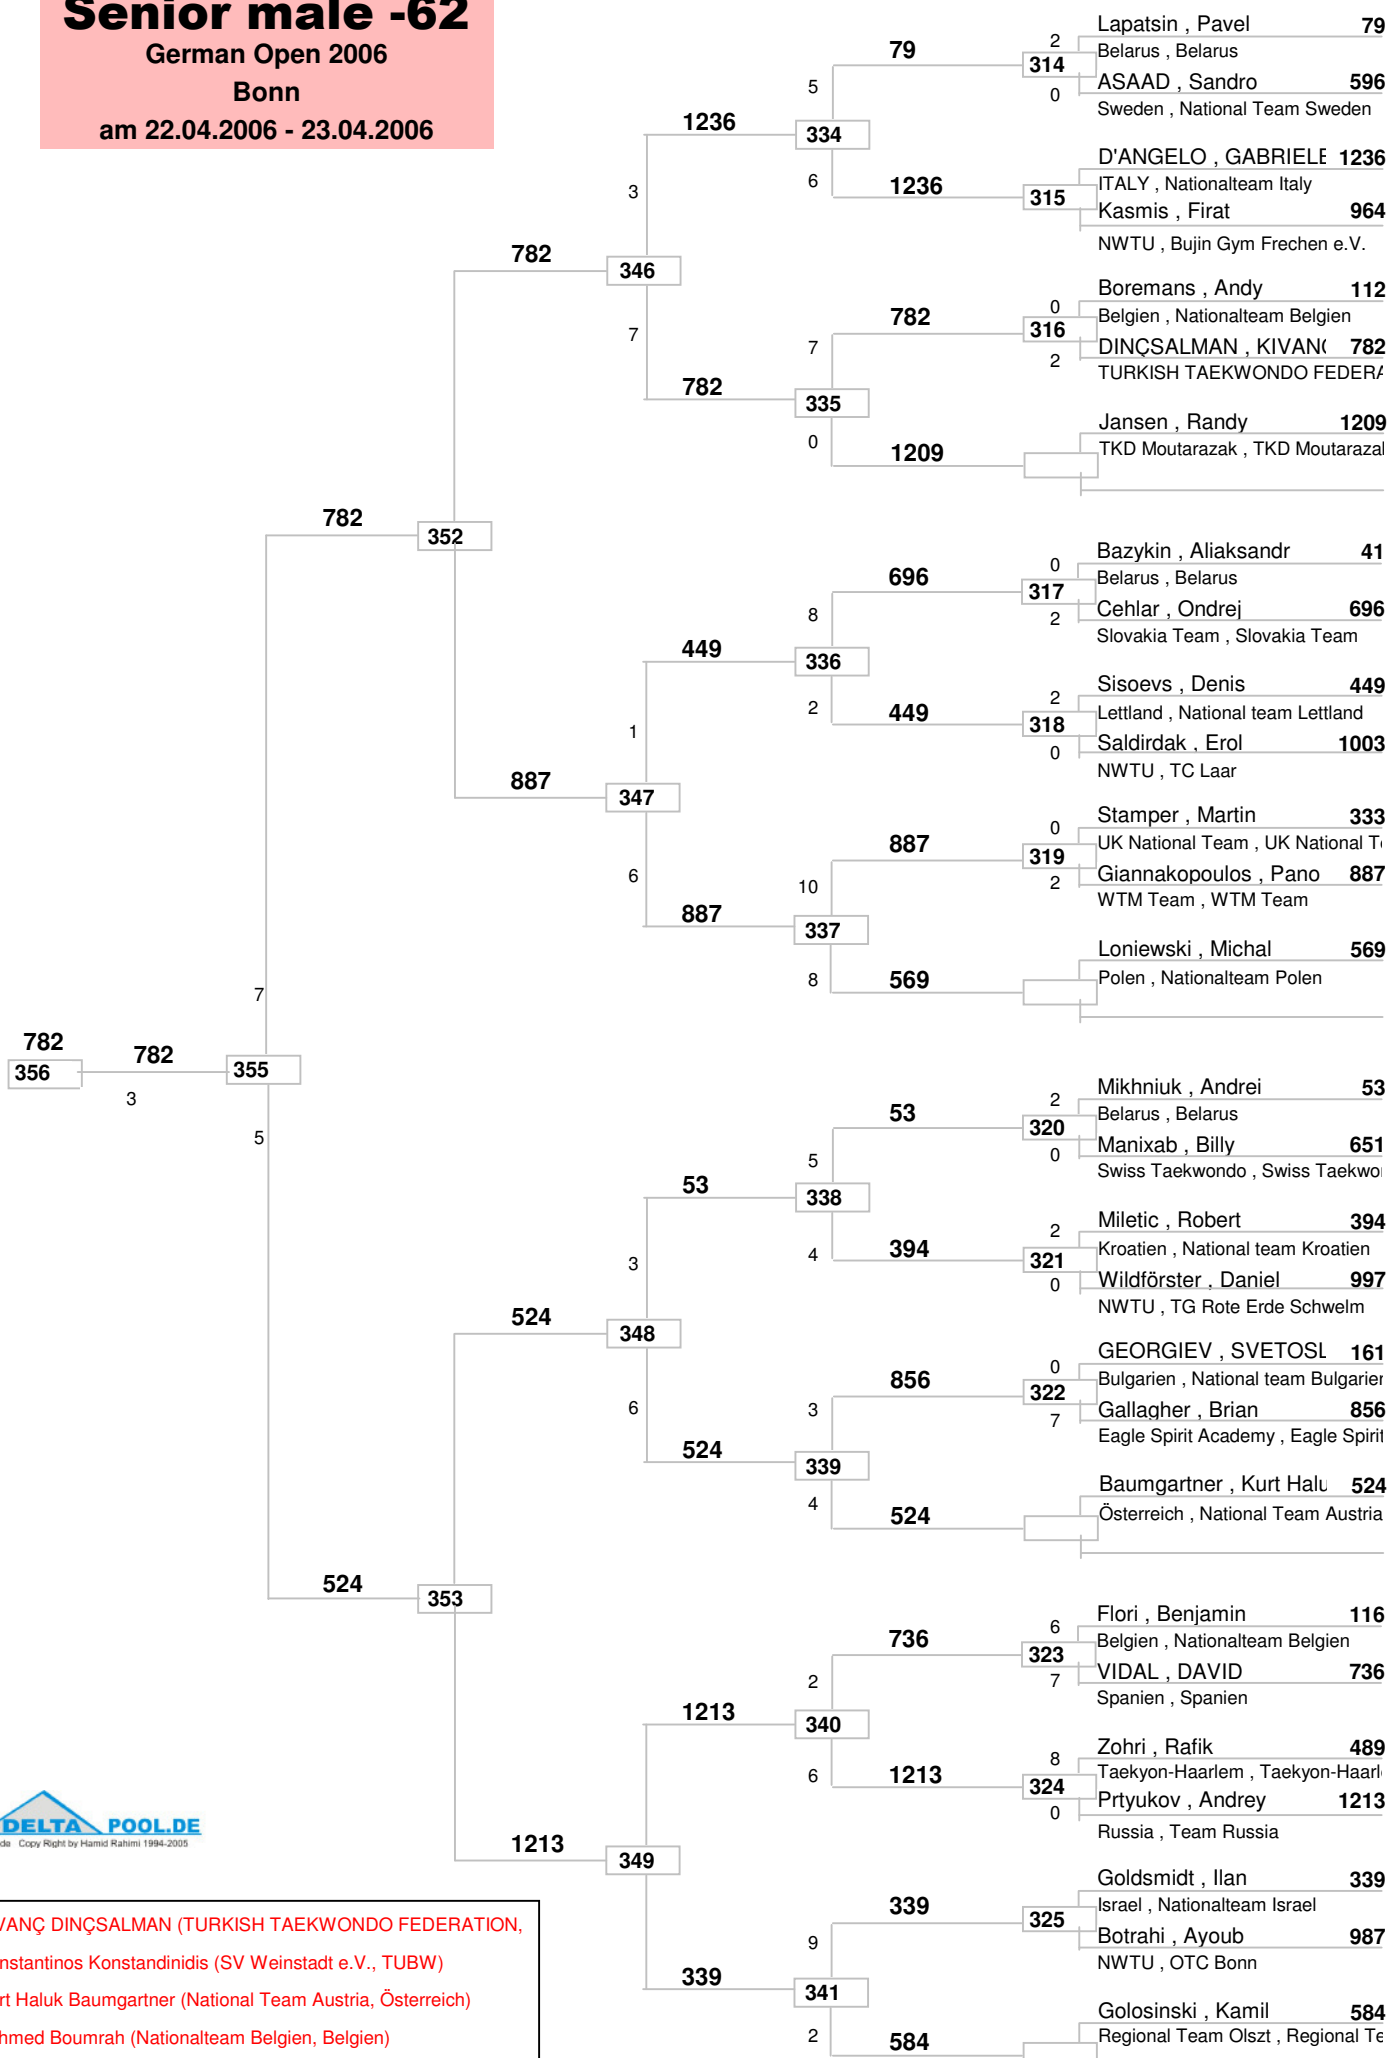 Senior male -62
German Open 2006
Bonn
am 22.04.2006 - 23.04.2006
Lapatsin , Pavel 79
2
79
314
Belarus , Belarus
5
ASAAD , Sandro 596
0
Sweden , National Team Sweden
1236
334
D'ANGELO , GABRIELE 1236
6
1236
315
ITALY , Nationalteam Italy
3
Kasmis , Firat 964
NWTU , Bujin Gym Frechen e.V.
782
346
Boremans , Andy 112
0
782
316
Belgien , Nationalteam Belgien
7
7
DINÇSALMAN , KIVANÇ 782
2
TURKISH TAEKWONDO FEDERA
782
335
Jansen , Randy 1209
0
1209
TKD Moutarazak , TKD Moutarazal
782
352
Bazykin , Aliaksandr 41
0
696
317
Belarus , Belarus
8
Cehlar , Ondrej 696
2
Slovakia Team , Slovakia Team
449
336
Sisoevs , Denis 449
2
2
449
318
Lettland , National team Lettland
1
Saldirdak , Erol 1003
0
NWTU , TC Laar
887
347
Stamper , Martin 333
0
887
319
UK National Team , UK National Te
6
10
Giannakopoulos , Pano 887
2
WTM Team , WTM Team
887
337
Loniewski , Michal 569
8
569
Polen , Nationalteam Polen
7
782
356
782
355
3
5
Mikhniuk , Andrei 53
2
53
320
Belarus , Belarus
5
Manixab , Billy 651
0
Swiss Taekwondo , Swiss Taekwo
53
338
Miletic , Robert 394
2
4
394
321
Kroatien , National team Kroatien
3
Wildförster , Daniel 997
0
NWTU , TG Rote Erde Schwelm
524
348
GEORGIEV , SVETOSL 161
0
856
322
Bulgarien , National team Bulgarien
6
3
Gallagher , Brian 856
7
Eagle Spirit Academy , Eagle Spirit
524
339
Baumgartner , Kurt Halu 524
4
524
Österreich , National Team Austria
524
353
Flori , Benjamin 116
6
736
323
Belgien , Nationalteam Belgien
2
VIDAL , DAVID 736
7
Spanien , Spanien
1213
340
Zohri , Rafik 489
8
6
1213
324
Taekyon-Haarlem , Taekyon-Haarl
Prtyukov , Andrey 1213
0
Russia , Team Russia
DELTA POOL.DE
de Copy Right by Hamid Rahimi 1994-2005
1213
349
Goldsmidt , Ilan 339
339
325
Israel , Nationalteam Israel
9
Botrahi , Ayoub 987
NWTU , OTC Bonn
339
341
Golosinski , Kamil 584
2
584
Regional Team Olszt , Regional Te
VANÇ DINÇSALMAN (TURKISH TAEKWONDO FEDERATION,
nstantinos Konstandinidis (SV Weinstadt e.V., TUBW)
rt Haluk Baumgartner (National Team Austria, Österreich)
hmed Boumrah (Nationalteam Belgien, Belgien)